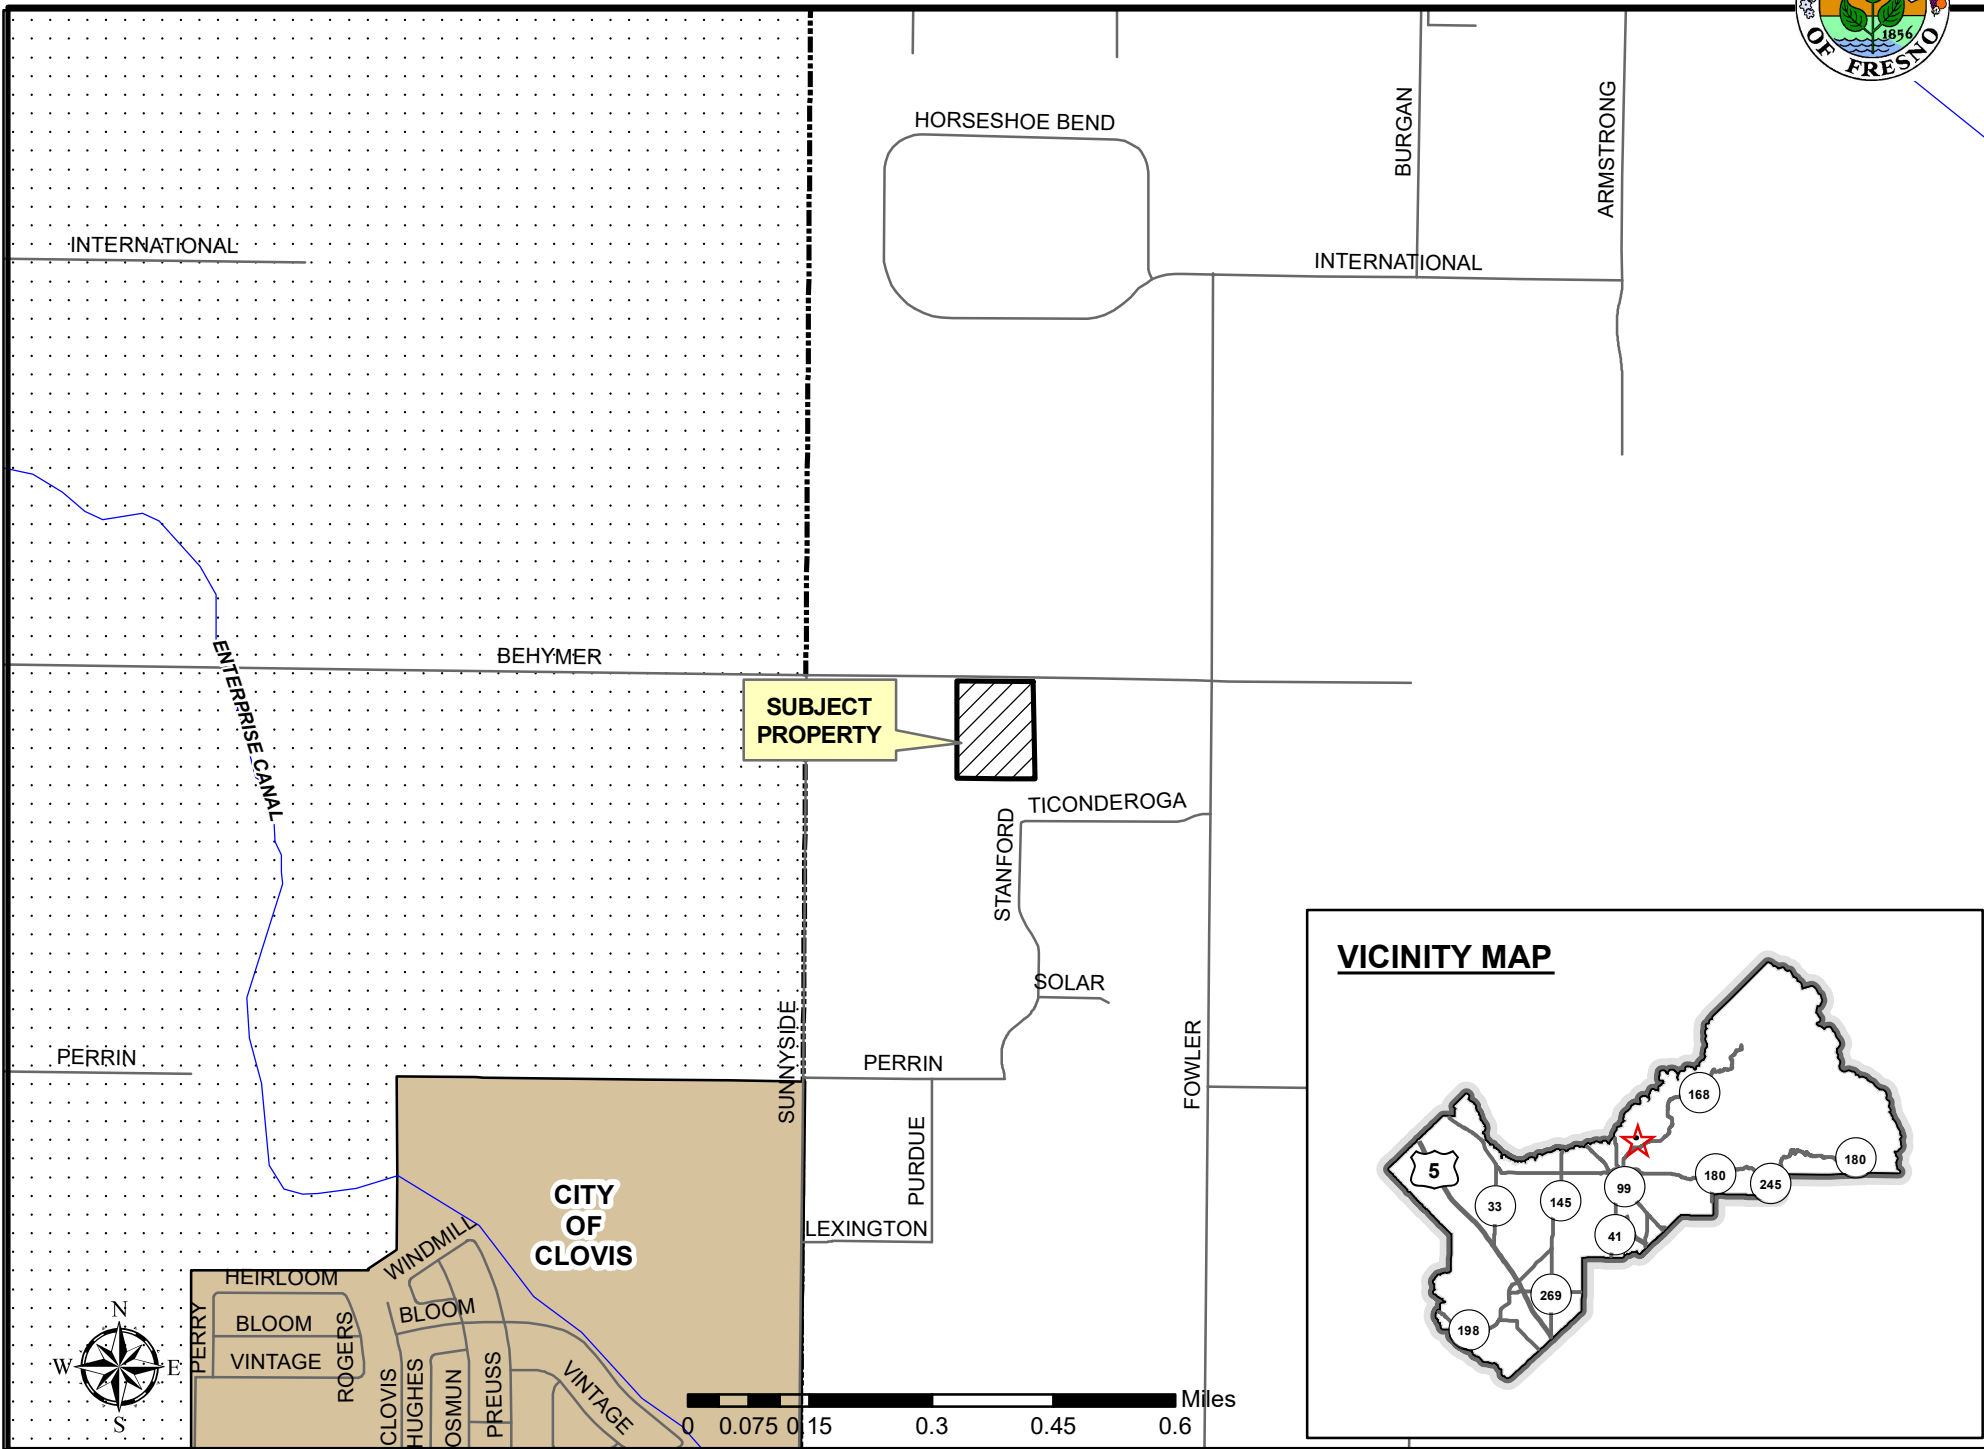 1856
OF FRESNO
HORSESHOE BEND
BURGAN
ARMSTRONG
INTERNATIONAL
INTERNATIONAL
BEHYMER
ENTERPRISE CANAL
SUBJECT
PROPERTY
TICONDEROGA
STANFORD
SOLAR
SUNNYSIDE
FOWLER
PERRIN
PERRIN
PURDUE
LEXINGTON
CITY
OF
CLOVIS
WINDMILL
HEIRLOOM
BLOOM
BLOOM
VINTAGE
PERRY
ROGERS
CLOVIS
HUGHES
OSMUN
PREUSS
VINTAGE
N
W E
S
Miles
0 0.075 0.15 0.3 0.45 0.6
VICINITY MAP
168
5
33
145
99
180
245
180
41
269
198